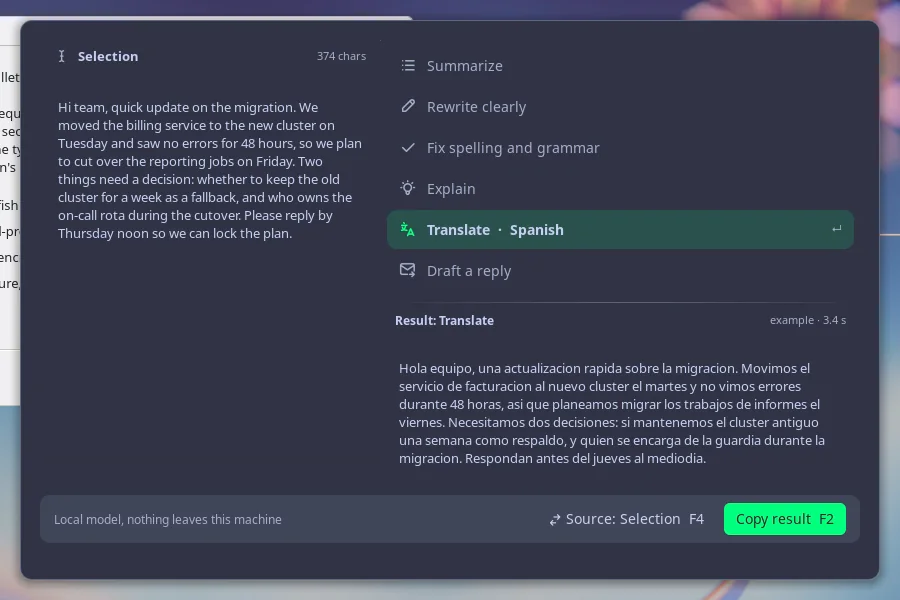 Selection
374 chars
Hi team, quick update on the migration. We
moved the billing service to the new cluster on
Tuesday and saw no errors for 48 hours, so we plan
to cut over the reporting jobs on Friday. Two
things need a decision: whether to keep the old
cluster for a week as a fallback, and who owns the
on-call rota during the cutover. Please reply by
Thursday noon so we can lock the plan.
Summarize
Rewrite clearly
Fix spelling and grammar
Explain
Translate · Spanish
Draft a reply
Result: Translate
example · 3.4 s
Hola equipo, una actualizacion rapida sobre la migracion. Movimos el
servicio de facturacion al nuevo cluster el martes y no vimos errores
durante 48 horas, asi que planeamos migrar los trabajos de informes el
viernes. Necesitamos dos decisiones: si mantenemos el cluster antiguo
una semana como respaldo, y quien se encarga de la guardia durante la
migracion. Respondan antes del jueves al mediodia.
Local model, nothing leaves this machine
Source: Selection F4
Copy result F2